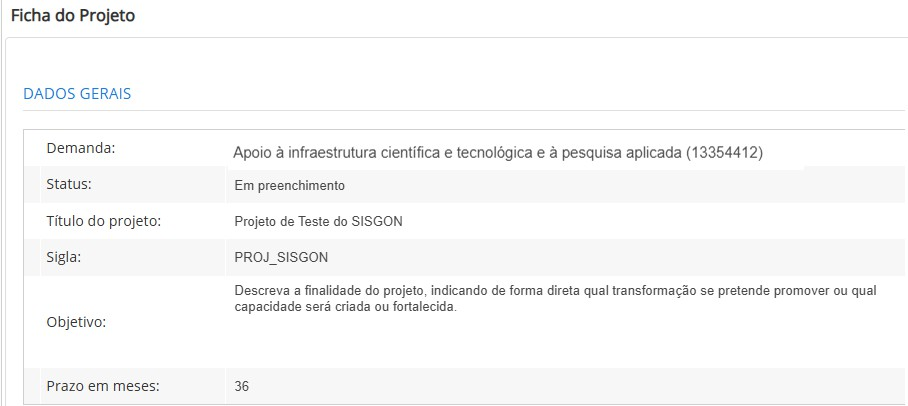 Ficha do Projeto
DADOS GERAIS
Demanda: Apoio à infraestrutura científica e tecnológica e à pesquisa aplicada (13354412)
Status: Em preenchimento
Título do projeto: Projeto de Teste do SISGON
Sigla: PROJ_SISGON
Objetivo: Descreva a finalidade do projeto, indicando de forma direta qual transformação se pretende promover ou qual
capacidade será criada ou fortalecida.
Prazo em meses: 36